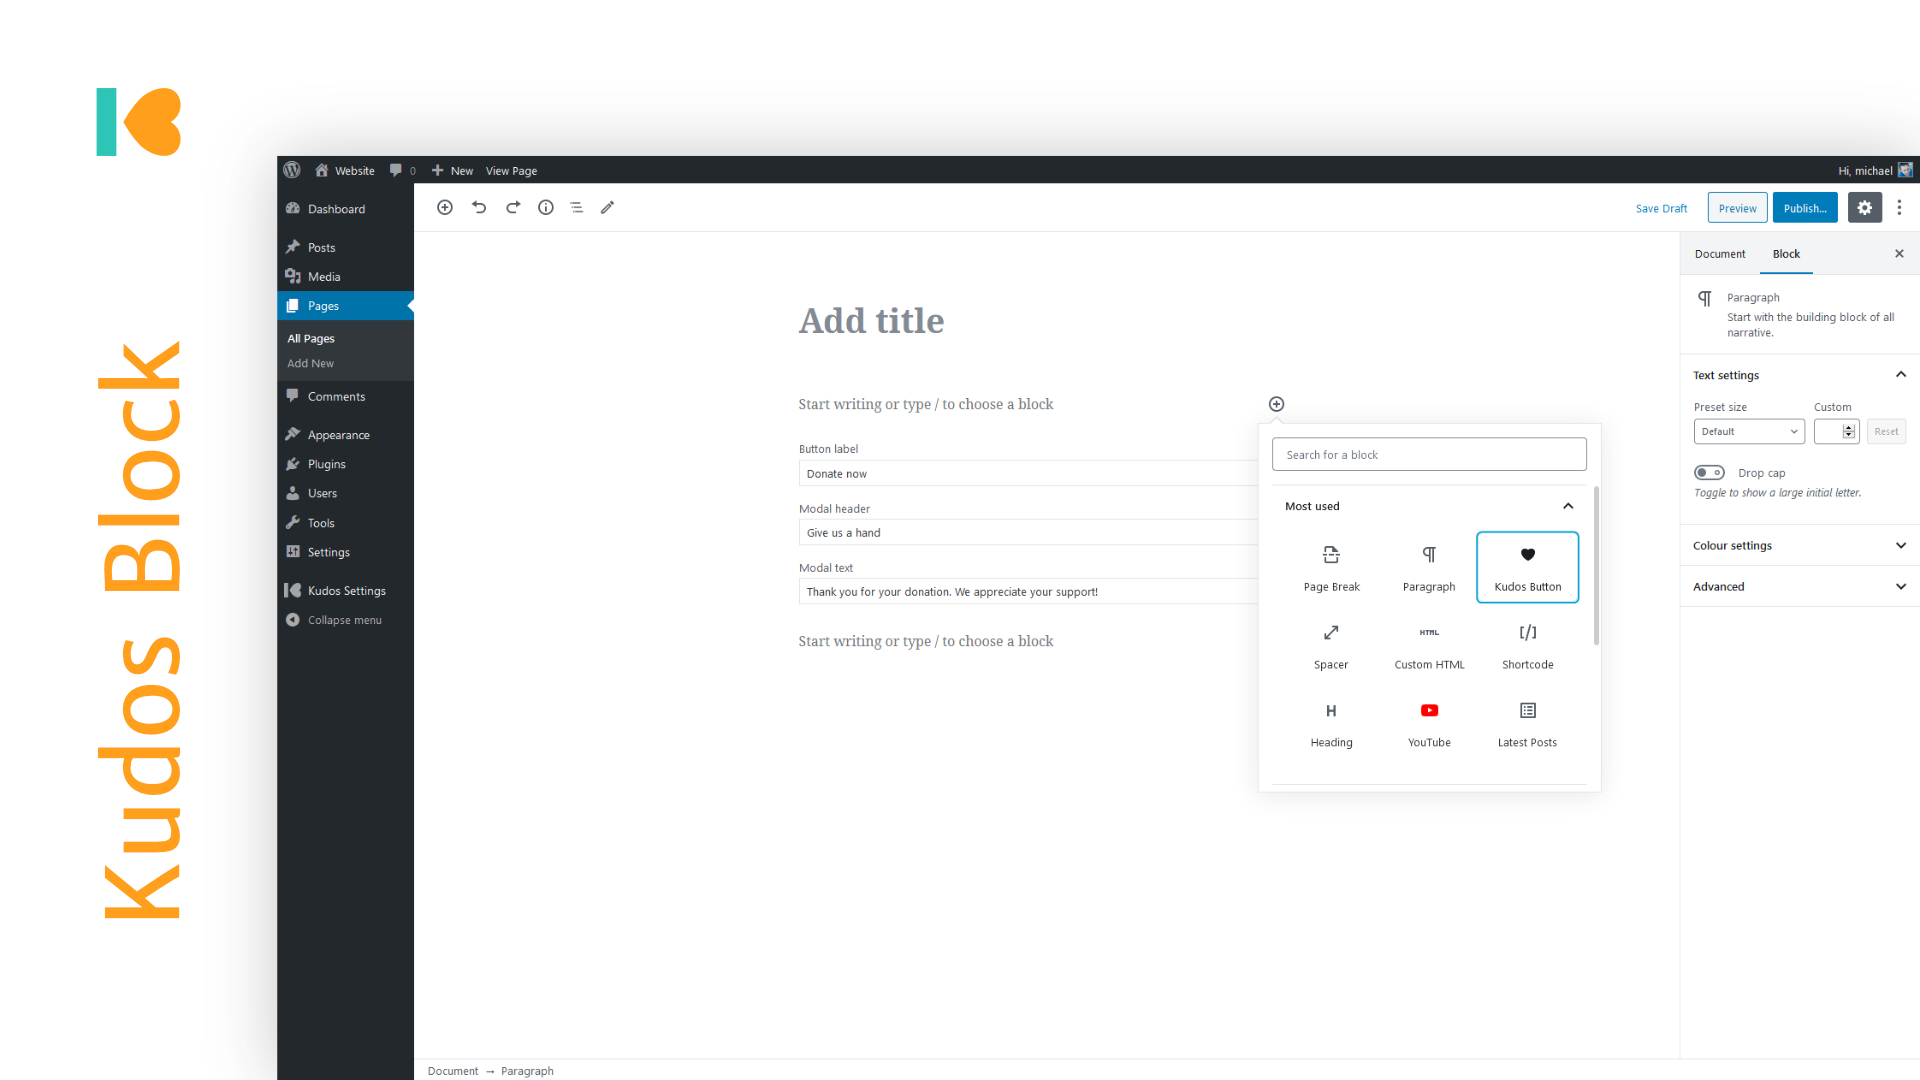 Kudos Block
Website
0
New
View Page
Hi, michael
Dashboard
Posts
Media
Pages
All Pages
Add New
Comments
Appearance
Plugins
Users
Tools
Settings
Kudos Settings
Collapse menu
Save Draft
Preview
Publish...
Add title
Start writing or type / to choose a block
Button label
Donate now
Modal header
Give us a hand
Modal text
Thank you for your donation. We appreciate your support!
Start writing or type / to choose a block
Search for a block
Most used
Page Break
Paragraph
Kudos Button
Spacer
HTML
Custom HTML
[/]
Shortcode
H
Heading
YouTube
Latest Posts
Document
Block
Paragraph
Start with the building block of all
narrative.
Text settings
Preset size
Custom
Default
Reset
Drop cap
Toggle to show a large initial letter.
Colour settings
Advanced
Document → Paragraph